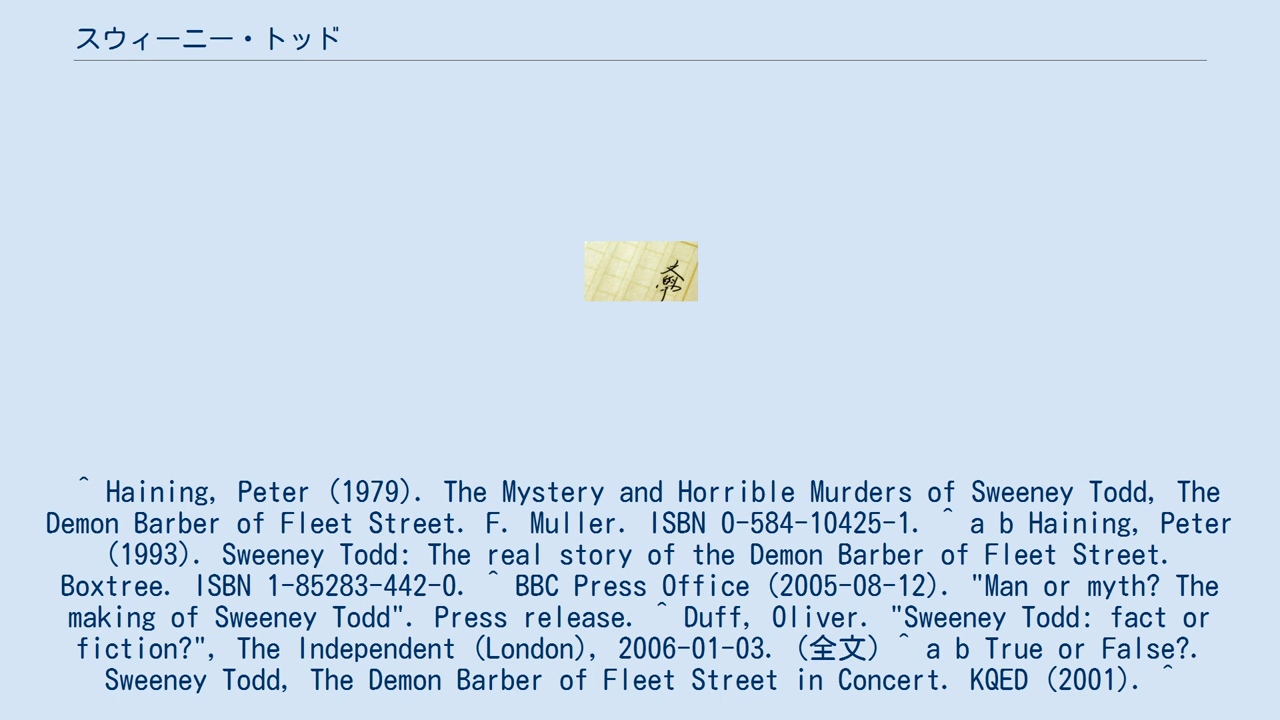 スウィーニー・トッド
^ Haining, Peter (1979). The Mystery and Horrible Murders of Sweeney Todd, The
Demon Barber of Fleet Street. F. Muller. ISBN 0-584-10425-1. ^ a b Haining, Peter
(1993). Sweeney Todd: The real story of the Demon Barber of Fleet Street.
Boxtree. ISBN 1-85283-442-0. ^ BBC Press Office (2005-08-12). "Man or myth? The
making of Sweeney Todd". Press release. ^ Duff, Oliver. "Sweeney Todd: fact or
fiction?", The Independent (London), 2006-01-03. (全文) ^ a b True or False?.
Sweeney Todd, The Demon Barber of Fleet Street in Concert. KQED (2001). ^